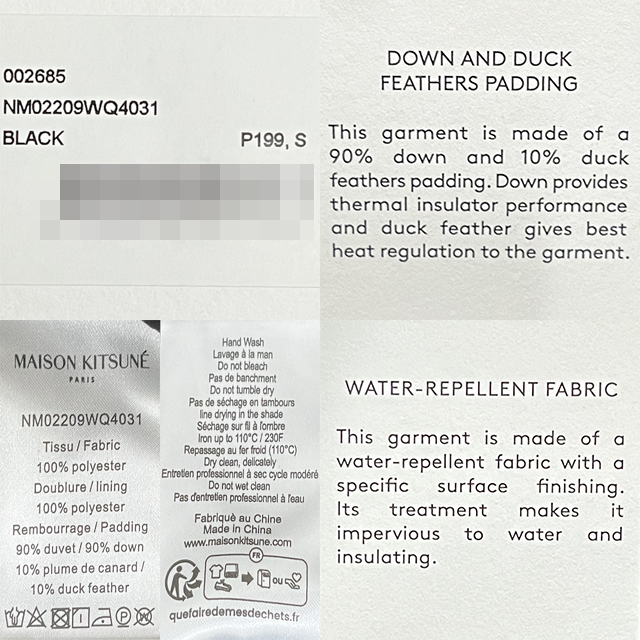 002685
NM02209WQ4031
BLACK P199, S
DOWN AND DUCK
FEATHERS PADDING
This garment is made of a
90% down and 10% duck
feathers padding. Down provides
thermal insulator performance
and duck feather gives best
heat regulation to the garment.
MAISON KITSUNÉ
PARIS
NM02209WQ4031
Tissu / Fabric
100% polyester
Doublure / lining
100% polyester
Rembourrage / Padding
90% duvet / 90% down
10% plume de canard /
10% duck feather
Hand Wash
Lavage à la man
Do not bleach
Pas de banchment
Do not tumble dry
Pas de séchage en tambours
line drying in the shade
Séchage sur fil à l'ombre
Iron up to 110°C / 230F
Repassage au fer froid (110°C)
Dry clean, delicately
Entretien professionnel à sec cycle modéré
Do not wet clean
Pas d'entretien professionnel à l'eau
Fabriquè au Chine
Made in China
www.maisonkitsune.com
FR
OU
quefairedemesdechets.fr
WATER-REPELLENT FABRIC
This garment is made of a
water-repellent fabric with a
specific surface finishing.
Its treatment makes it
impervious to water and
insulating.